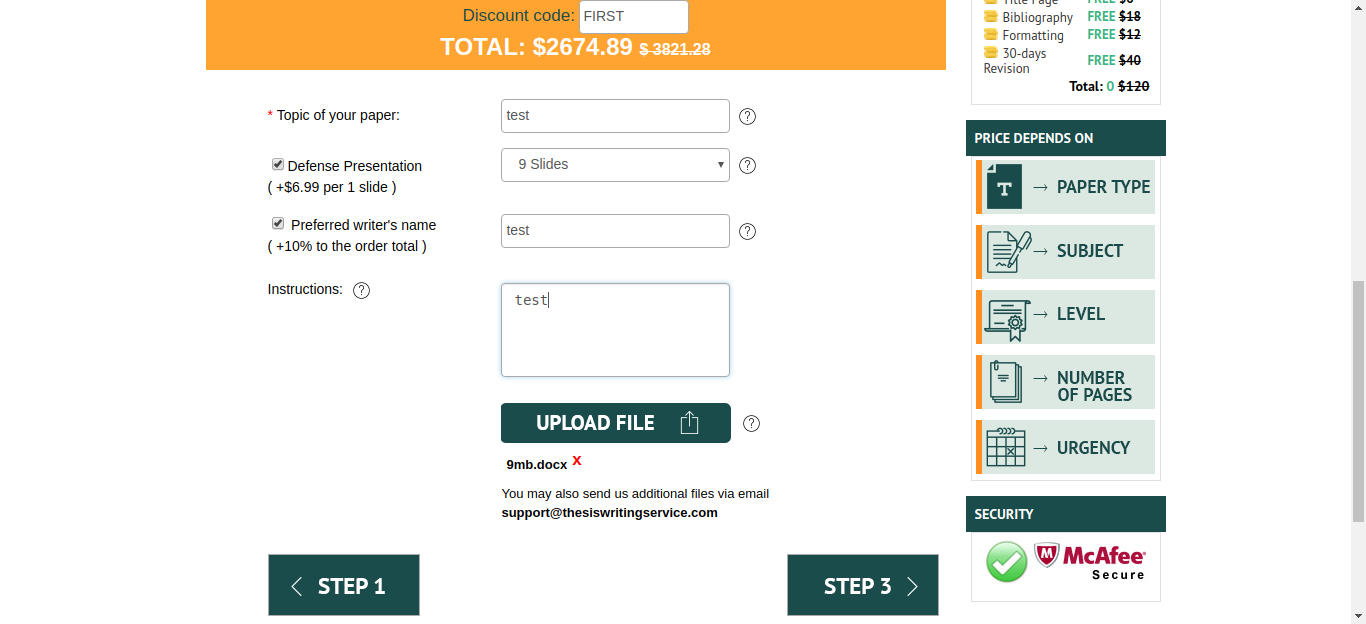 Discount code: FIRST
TOTAL: $2674.89 $ 3821.28
* Topic of your paper: test ?
Defense Presentation 9 Slides ?
( +$6.99 per 1 slide )
Preferred writer's name test ?
( +10% to the order total )
Instructions: ? test
UPLOAD FILE ?
9mb.docx X
You may also send us additional files via email
support@thesiswritingservice.com
STEP 1
STEP 3
Title Page FREE $6
Bibliography FREE $18
Formatting FREE $12
30-days
Revision FREE $40
Total: 0 $120
PRICE DEPENDS ON
T → PAPER TYPE
→ SUBJECT
→ LEVEL
→ NUMBER
OF PAGES
→ URGENCY
SECURITY
M McAfee
Secure